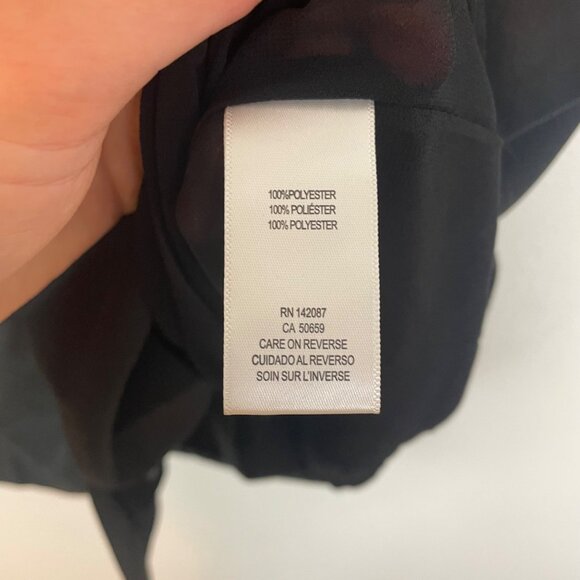 100%POLYESTER
100% POLIÉSTER
100% POLYESTER
RN 142087
CA 50659
CARE ON REVERSE
CUIDADO AL REVERSO
SOIN SUR L'INVERSE